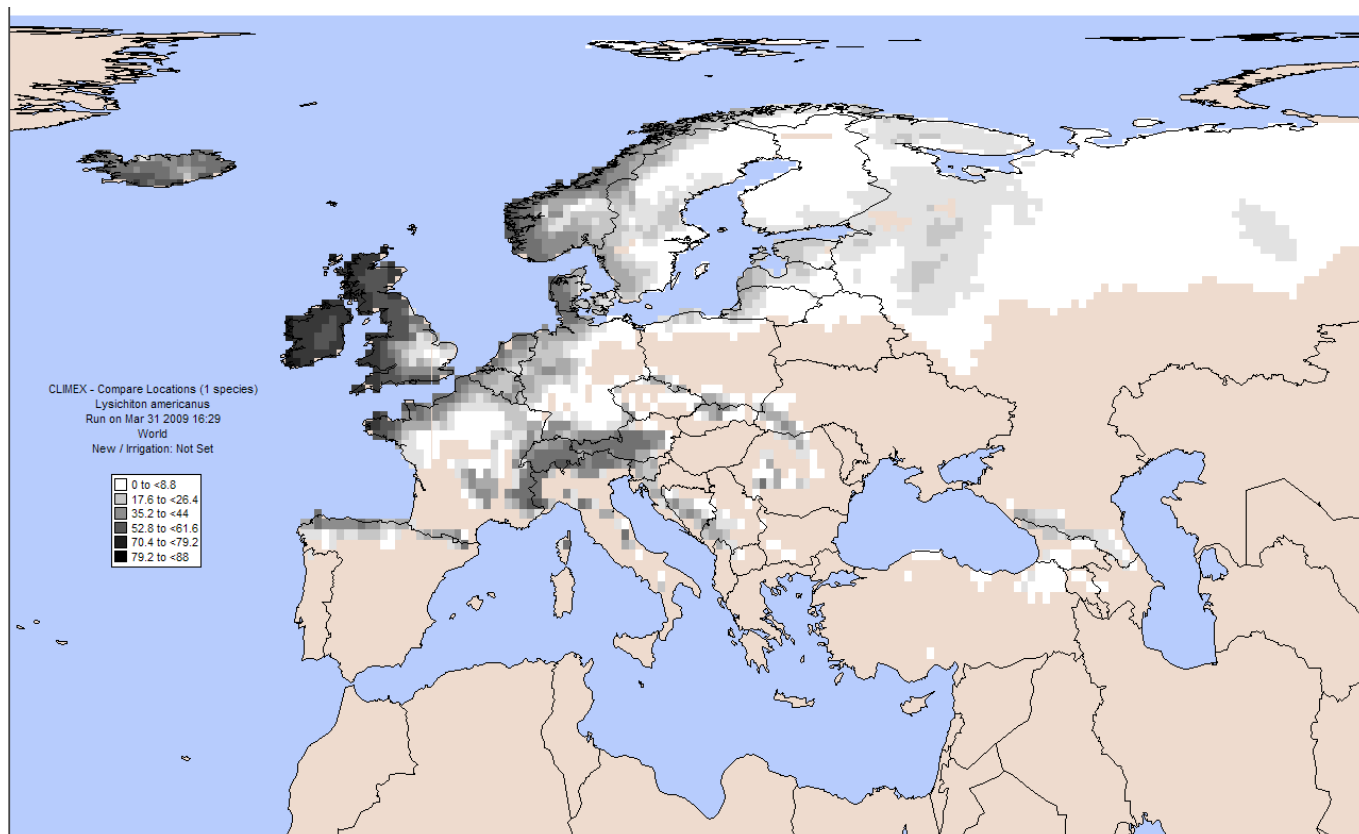 CLIMEX - Compare Locations (1 species)
Lysichiton americanus
Run on Mar 31 2009 16:29
World
New / Irrigation: Not Set
0 to <8.8
17.6 to <26.4
35.2 to <44
52.8 to <61.6
70.4 to <79.2
79.2 to <88